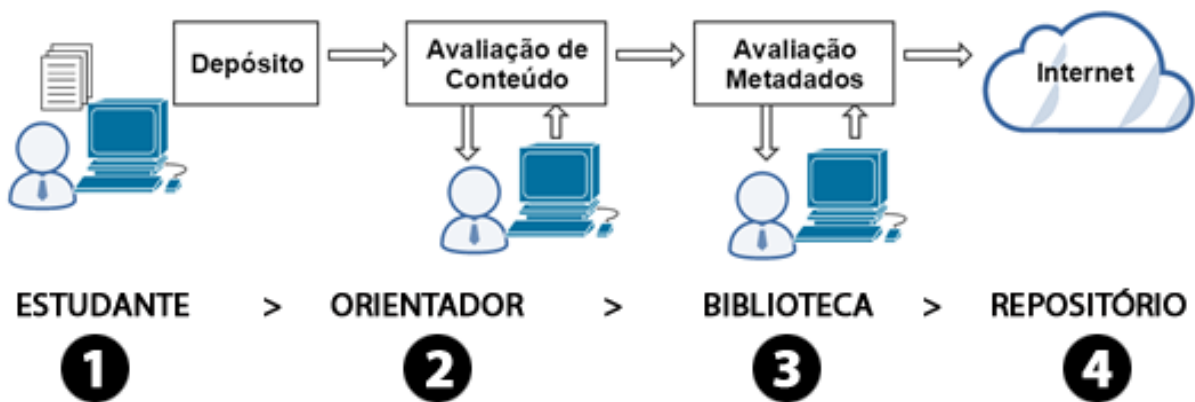 Depósito
Avaliação de
Conteúdo
Avaliação
Metadados
Internet
ESTUDANTE > ORIENTADOR > BIBLIOTECA > REPOSITÓRIO
1 2 3 4